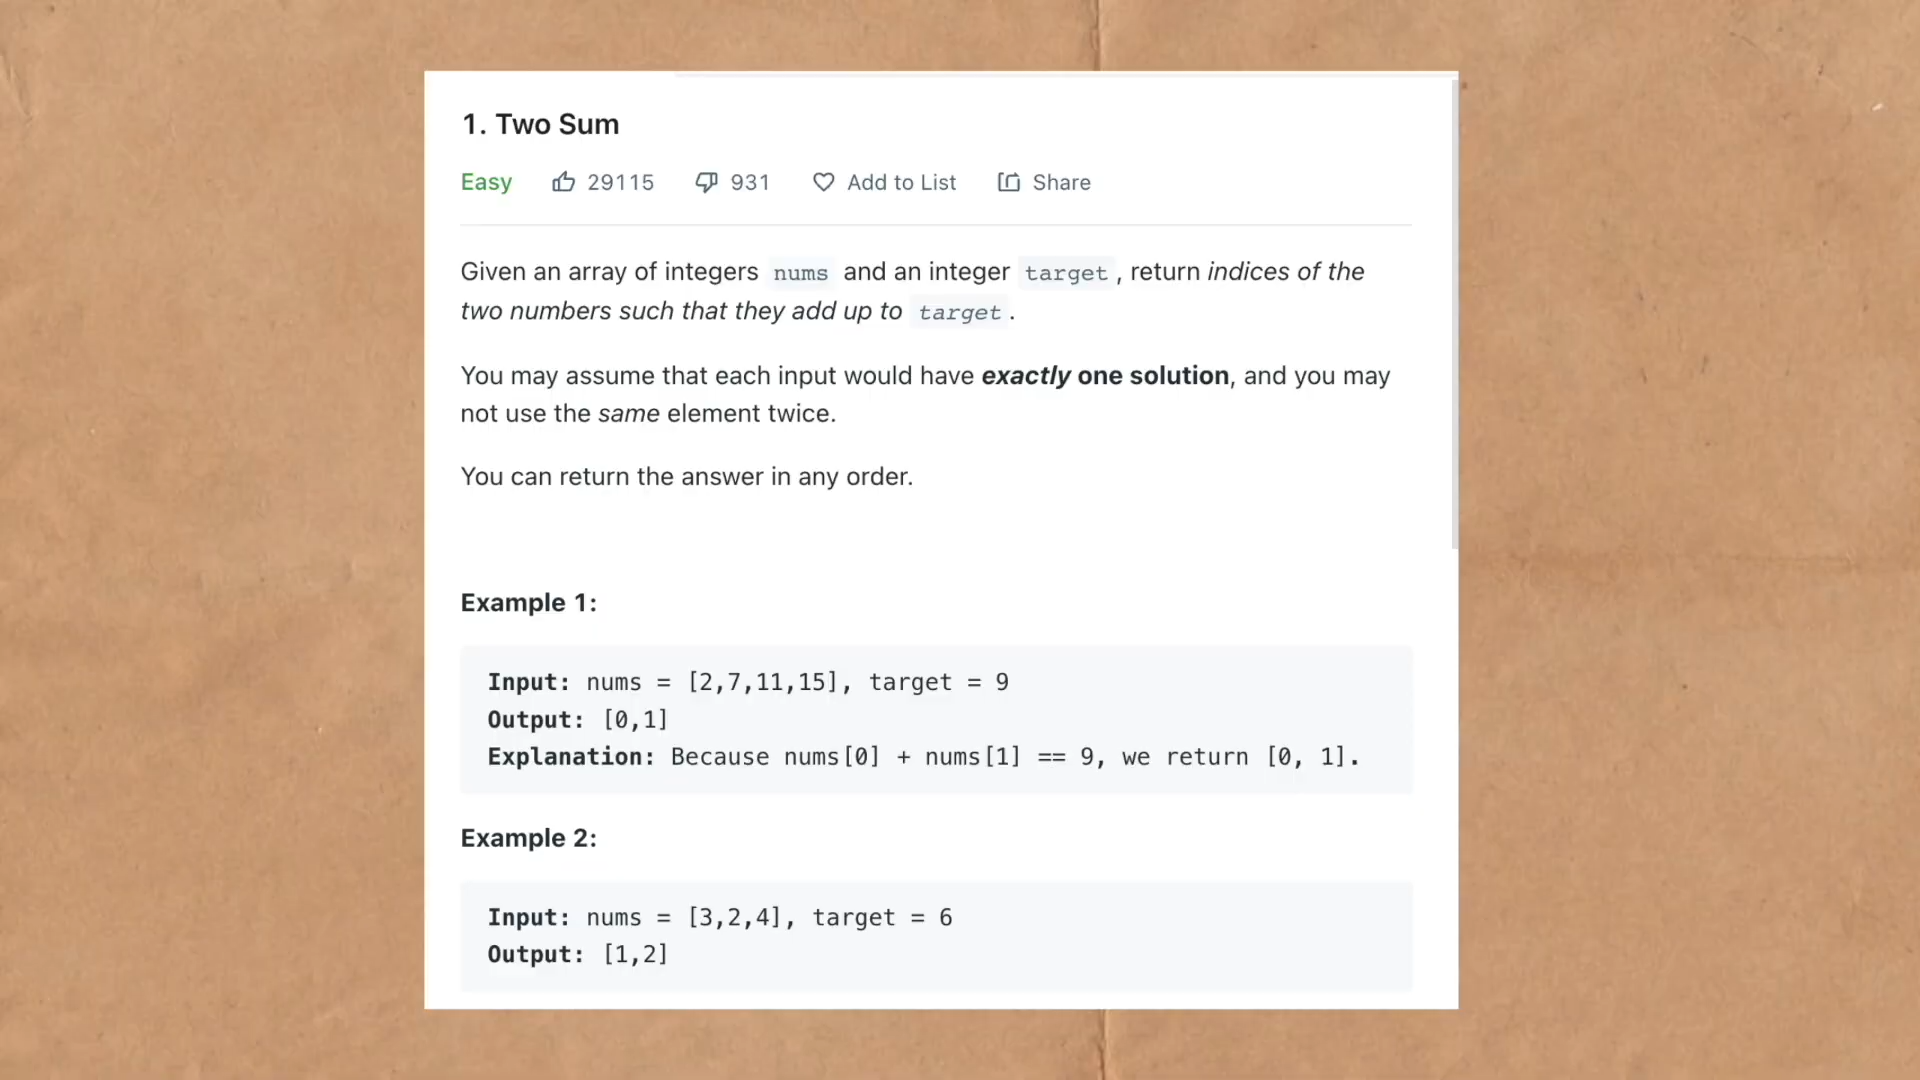 1. Two Sum
Easy 29115 931 Add to List Share
Given an array of integers nums and an integer target, return indices of the
two numbers such that they add up to target.
You may assume that each input would have exactly one solution, and you may
not use the same element twice.
You can return the answer in any order.
Example 1:
Input: nums = [2,7,11,15], target = 9
Output: [0,1]
Explanation: Because nums[0] + nums[1] == 9, we return [0, 1].
Example 2:
Input: nums = [3,2,4], target = 6
Output: [1,2]